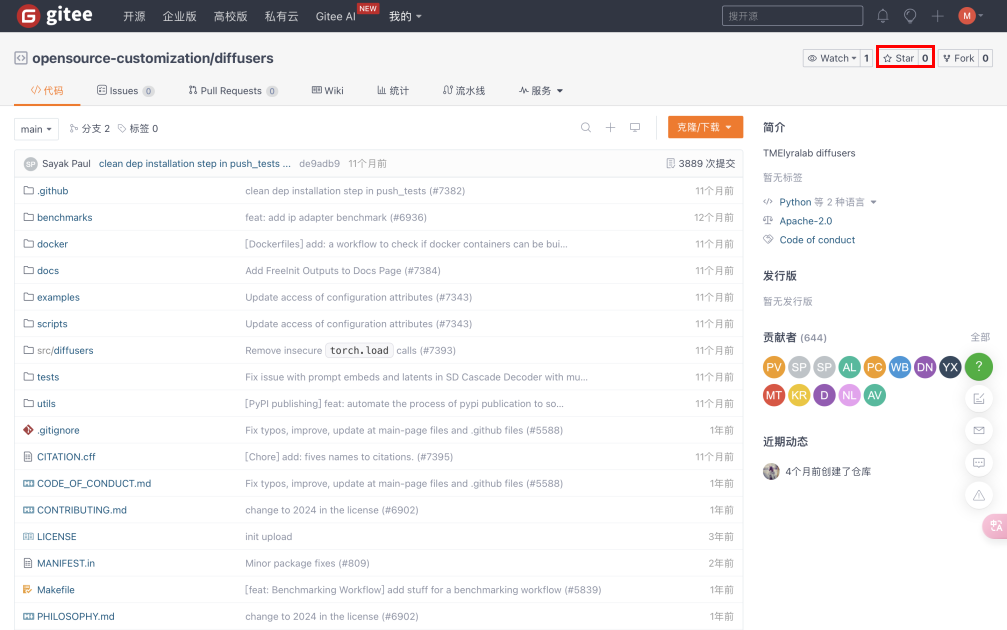 gitee 开源 企业版 高校版 私有云 Gitee AI NEW 我的 搜开源 M
opensource-customization/diffusers Watch 1 Star 0 Fork 0
代码 Issues 0 Pull Requests 0 Wiki 统计 流水线 服务
main 分支 2 标签 0 克隆/下载
SP Sayak Paul clean dep installation step in push_tests ... de9adb9 11个月前 3889 次提交
.github clean dep installation step in push_tests (#7382) 11个月前
benchmarks feat: add ip adapter benchmark (#6936) 12个月前
docker [Dockerfiles] add: a workflow to check if docker containers can be bui... 11个月前
docs Add FreeInit Outputs to Docs Page (#7384) 11个月前
examples Update access of configuration attributes (#7343) 11个月前
scripts Update access of configuration attributes (#7343) 11个月前
src/diffusers Remove insecure torch.load calls (#7393) 11个月前
tests Fix issue with prompt embeds and latents in SD Cascade Decoder with mu... 11个月前
utils [PyPI publishing] feat: automate the process of pypi publication to so... 11个月前
.gitignore Fix typos, improve, update at main-page files and .github files (#5588) 1年前
CITATION.cff [Chore] add: fives names to citations. (#7395) 11个月前
CODE_OF_CONDUCT.md Fix typos, improve, update at main-page files and .github files (#5588) 1年前
CONTRIBUTING.md change to 2024 in the license (#6902) 1年前
LICENSE init upload 3年前
MANIFEST.in Minor package fixes (#809) 2年前
Makefile [feat: Benchmarking Workflow] add stuff for a benchmarking workflow (#5839) 1年前
PHILOSOPHY.md change to 2024 in the license (#6902) 1年前
简介
TMElyralab diffusers
暂无标签
Python 等 2 种语言
Apache-2.0
Code of conduct
发行版
暂无发行版
贡献者 (644) 全部
PV SP SP AL PC WB DN YX ?
MT KR D NL AV
近期动态
4个月前创建了仓库